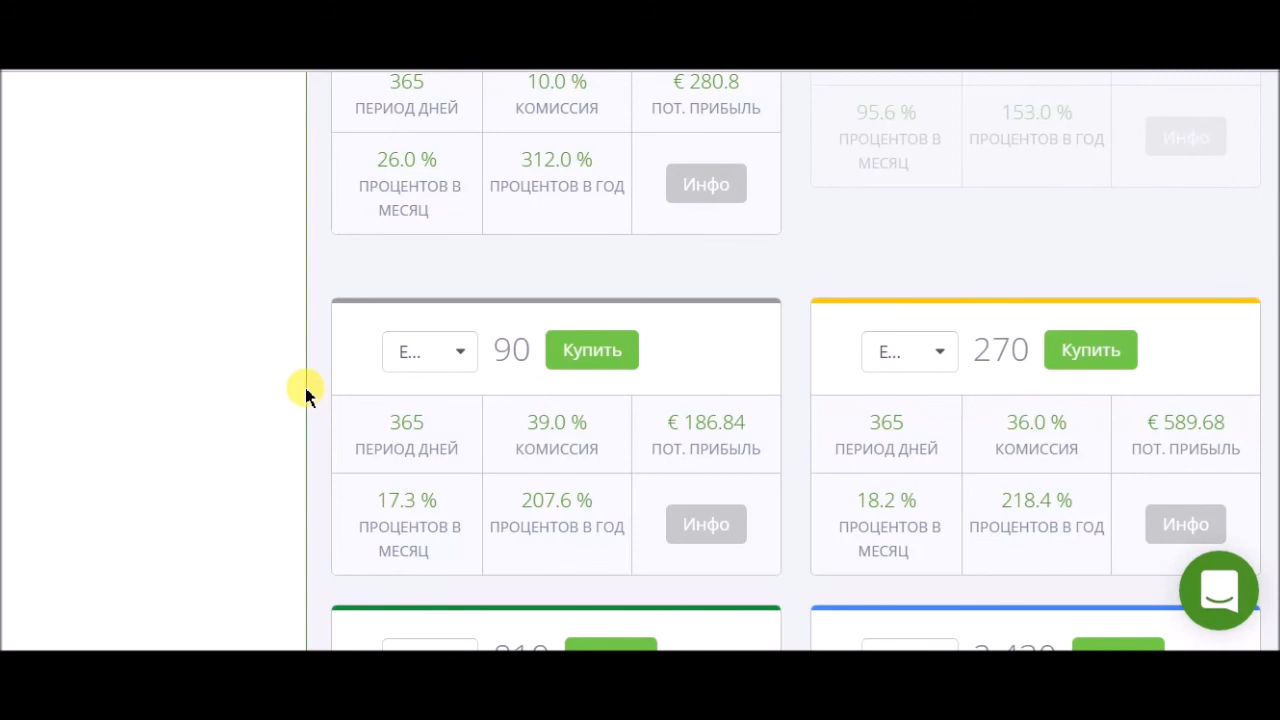 365
ПЕРИОД ДНЕЙ
10.0 %
КОМИССИЯ
€ 280.8
ПОТ. ПРИБЫЛЬ
26.0 %
ПРОЦЕНТОВ В
МЕСЯЦ
312.0 %
ПРОЦЕНТОВ В ГОД
Инфо
95.6 %
ПРОЦЕНТОВ В
МЕСЯЦ
153.0 %
ПРОЦЕНТОВ В ГОД
Инфо
E... 90 Купить
365
ПЕРИОД ДНЕЙ
39.0 %
КОМИССИЯ
€ 186.84
ПОТ. ПРИБЫЛЬ
17.3 %
ПРОЦЕНТОВ В
МЕСЯЦ
207.6 %
ПРОЦЕНТОВ В ГОД
Инфо
E... 270 Купить
365
ПЕРИОД ДНЕЙ
36.0 %
КОМИССИЯ
€ 589.68
ПОТ. ПРИБЫЛЬ
18.2 %
ПРОЦЕНТОВ В
МЕСЯЦ
218.4 %
ПРОЦЕНТОВ В ГОД
Инфо